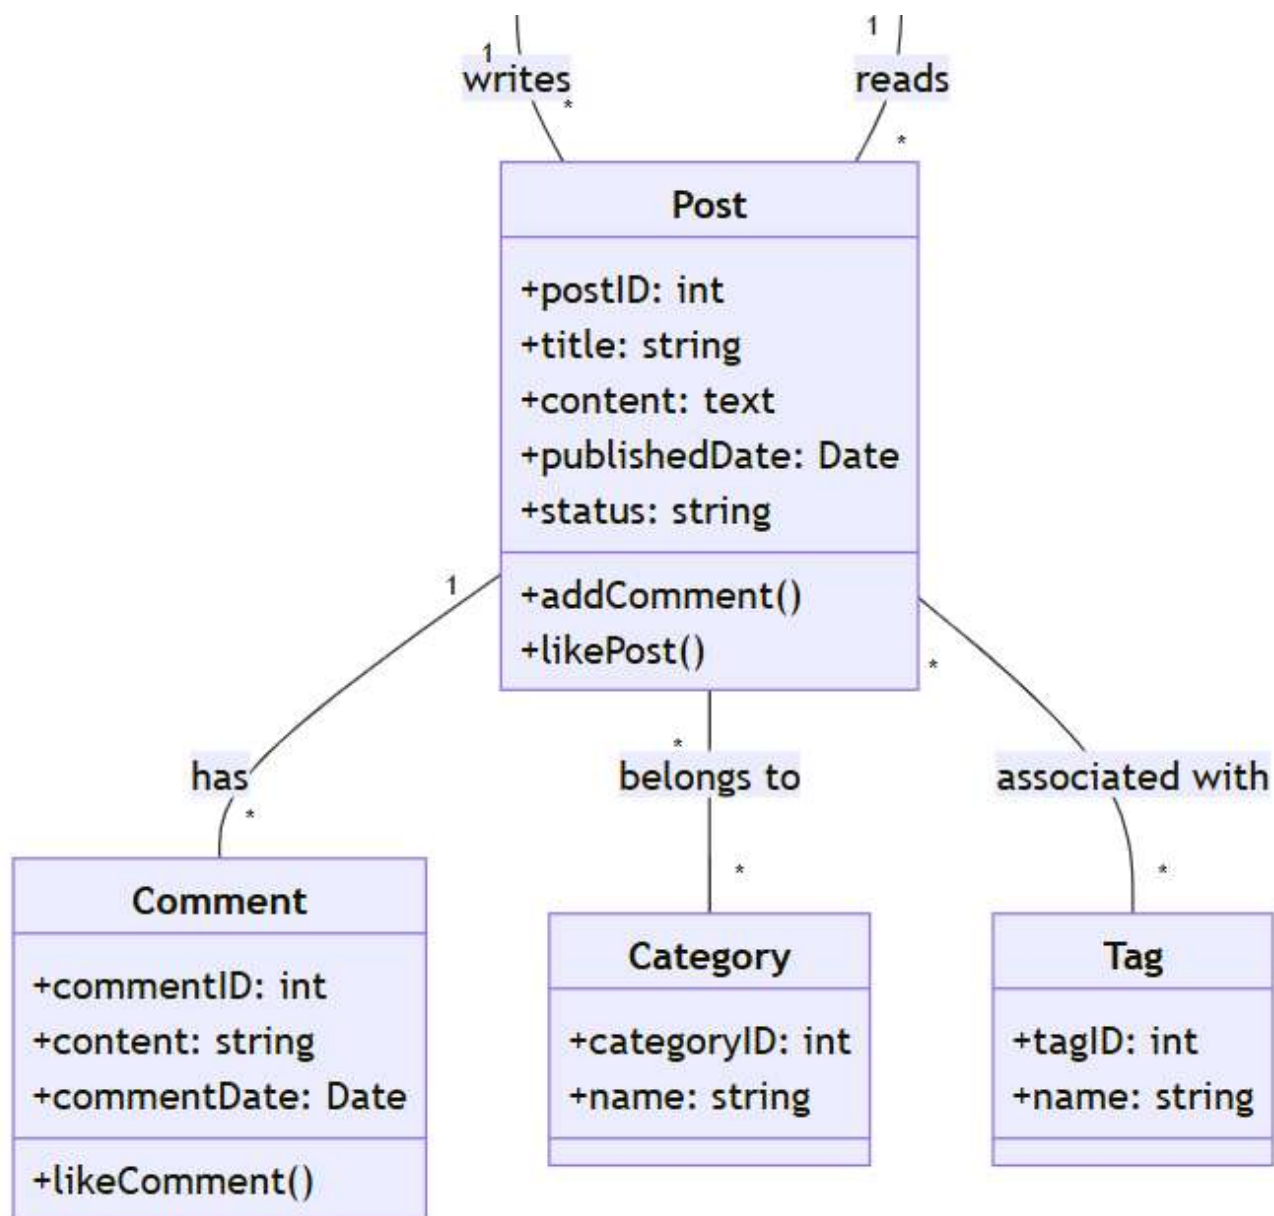 1
1
writes
reads
*
*
Post
+postID: int
+title: string
+content: text
+publishedDate: Date
+status: string
1
+addComment()
+likePost()
*
*
has
belongs to
associated with
*
*
*
Comment
+commentID: int
+content: string
+commentDate: Date
+likeComment()
Category
+categoryID: int
+name: string
Tag
+tagID: int
+name: string